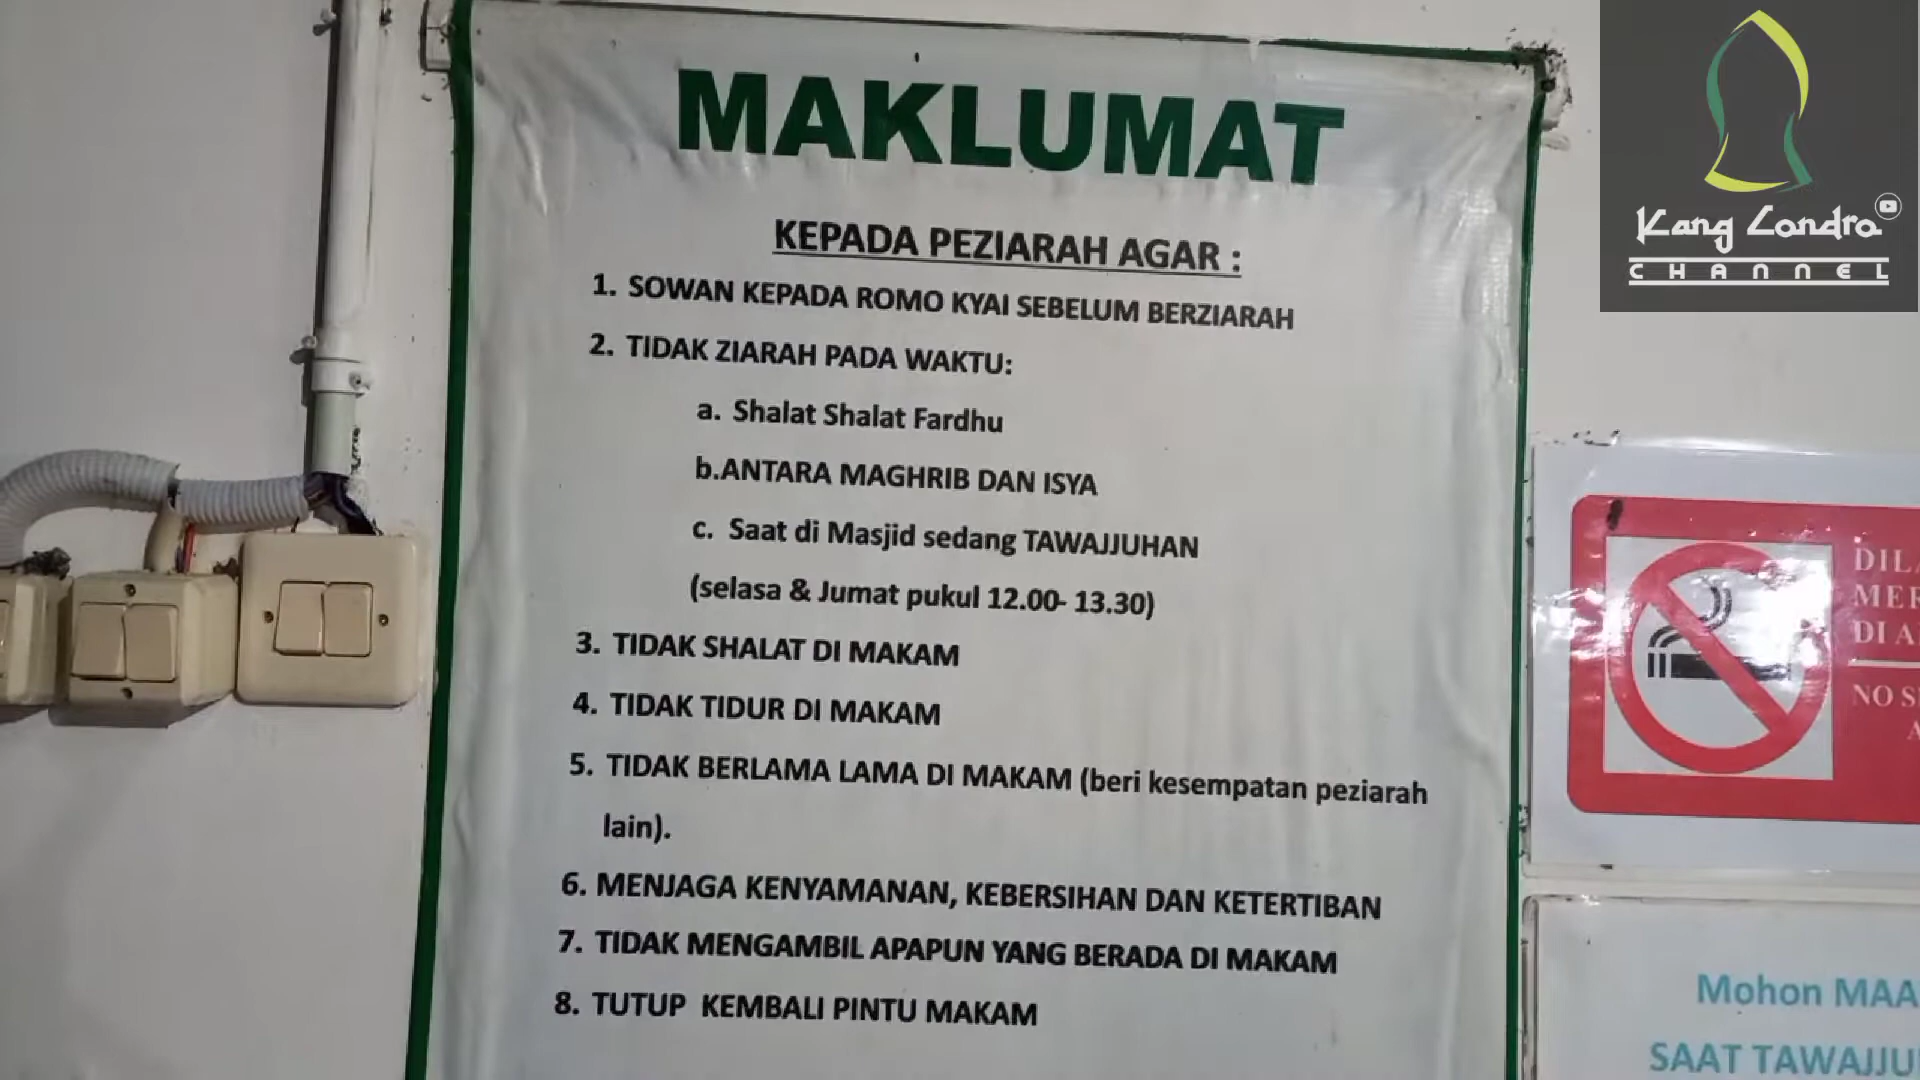 MAKLUMAT
KEPADA PEZIARAH AGAR :
1. SOWAN KEPADA ROMO KYAI SEBELUM BERZIARAH
2. TIDAK ZIARAH PADA WAKTU:
a. Shalat Shalat Fardhu
b.ANTARA MAGHRIB DAN ISYA
c. Saat di Masjid sedang TAWAJJUHAN
(selasa & Jumat pukul 12.00- 13.30)
3. TIDAK SHALAT DI MAKAM
4. TIDAK TIDUR DI MAKAM
5. TIDAK BERLAMA LAMA DI MAKAM (beri kesempatan peziarah
lain).
6. MENJAGA KENYAMANAN, KEBERSIHAN DAN KETERTIBAN
7. TIDAK MENGAMBIL APAPUN YANG BERADA DI MAKAM
8. TUTUP KEMBALI PINTU MAKAM
Kang Londro
CHANNEL
NO
Mohon
SAAT